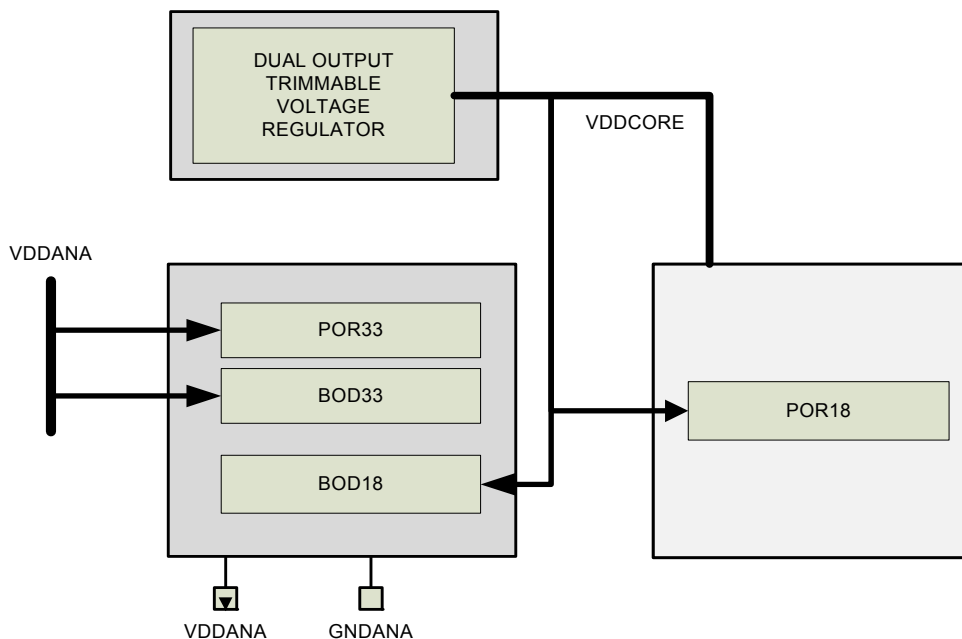 DUAL OUTPUT
TRIMMABLE
VOLTAGE
REGULATOR
VDDCORE
VDDANA
POR33
BOD33
POR18
BOD18
VDDANA
GNDANA